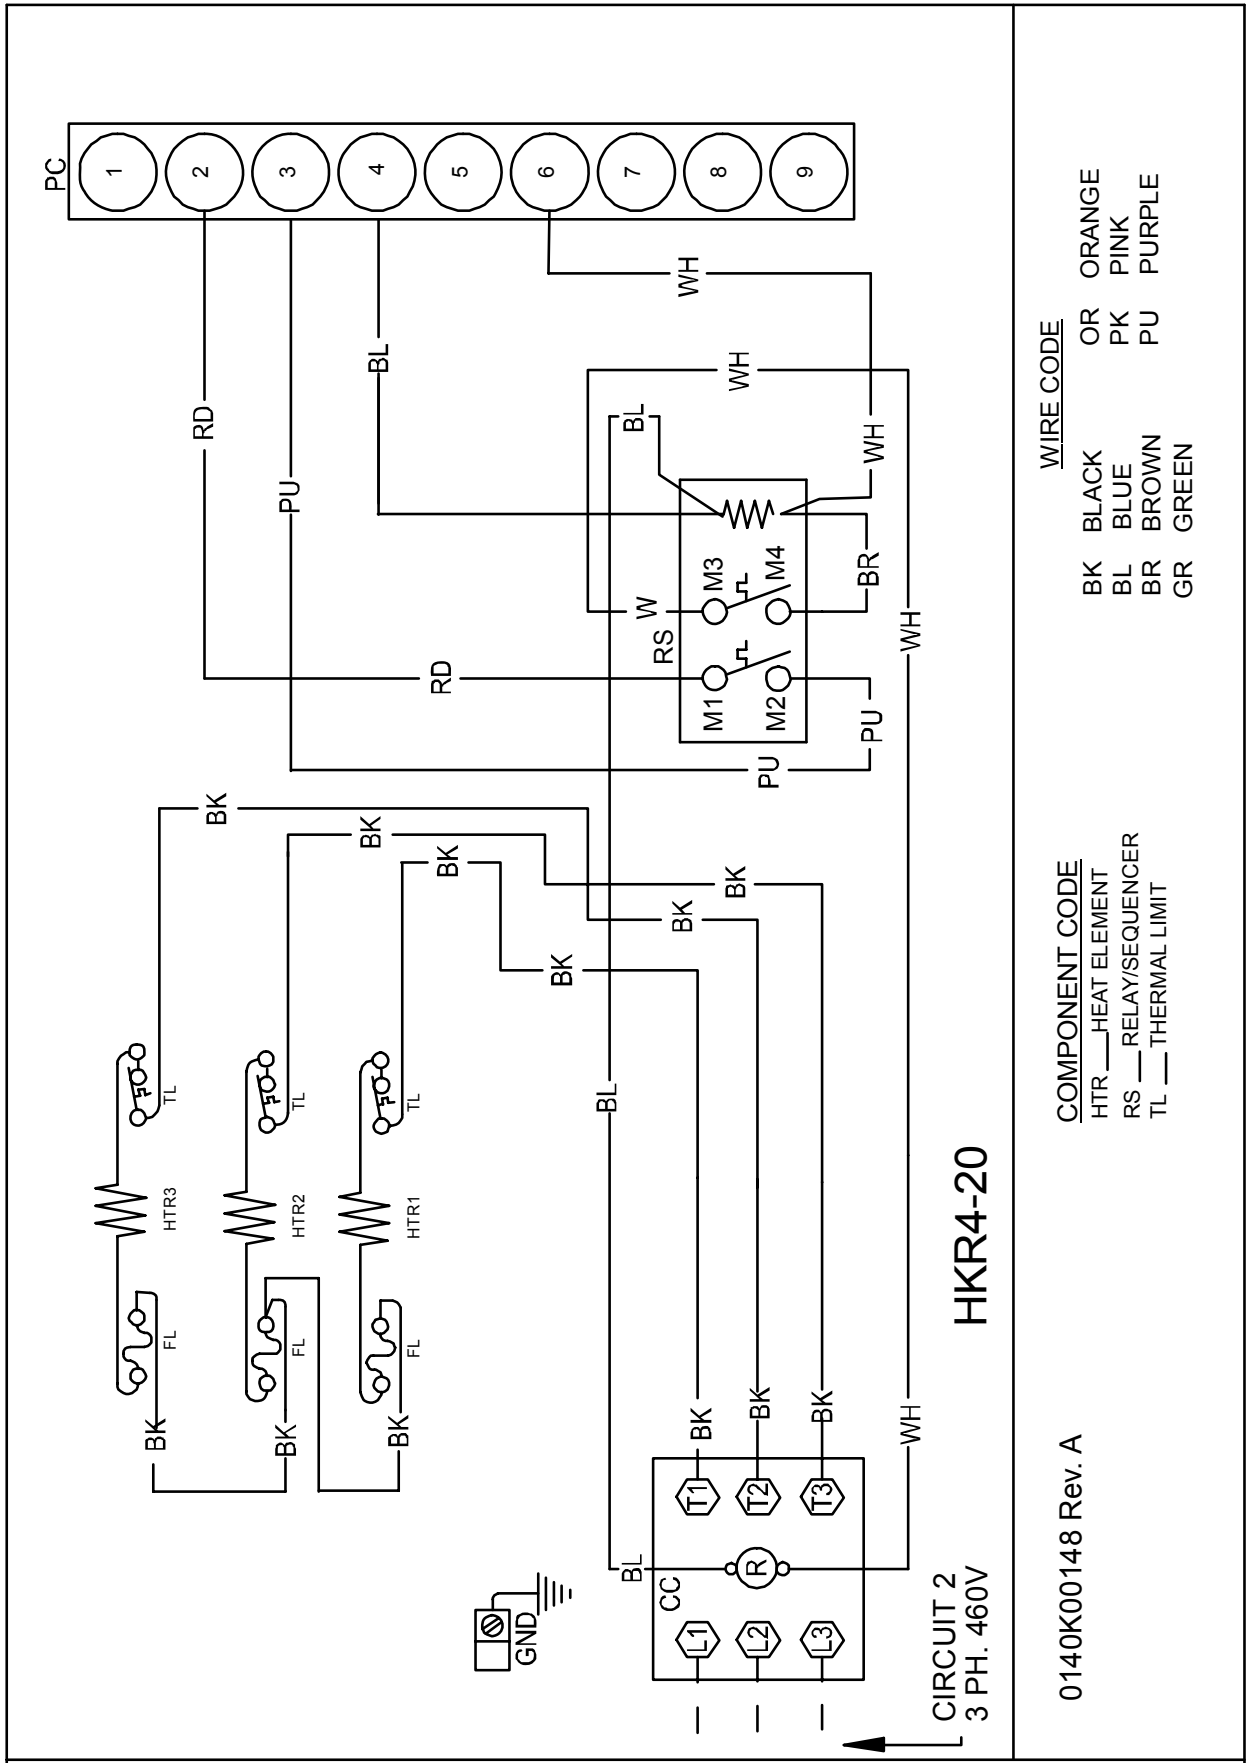 PC
1
2
3
4
5
6
7
8
9
RD
PU
BL
WH
WH
BL
WH
W
RS
M3
M4
BR
WH
RD
M1
M2
PU
PU
BK
BK
BK
BK
BK
BK
BL
TL
TL
TL
HTR3
HTR2
HTR1
FL
FL
FL
BK
BK
BK
BK
BK
BK
WH
T1
T2
T3
BL
CC
R
L1
L2
L3
GND
HKR4-20
CIRCUIT 2
3 PH. 460V
0140K00148 Rev. A
COMPONENT CODE
HTR ___HEAT ELEMENT
RS ___ RELAY/SEQUENCER
TL ___ THERMAL LIMIT
WIRE CODE
BK BLACK OR ORANGE
BL BLUE PK PINK
BR BROWN PU PURPLE
GR GREEN